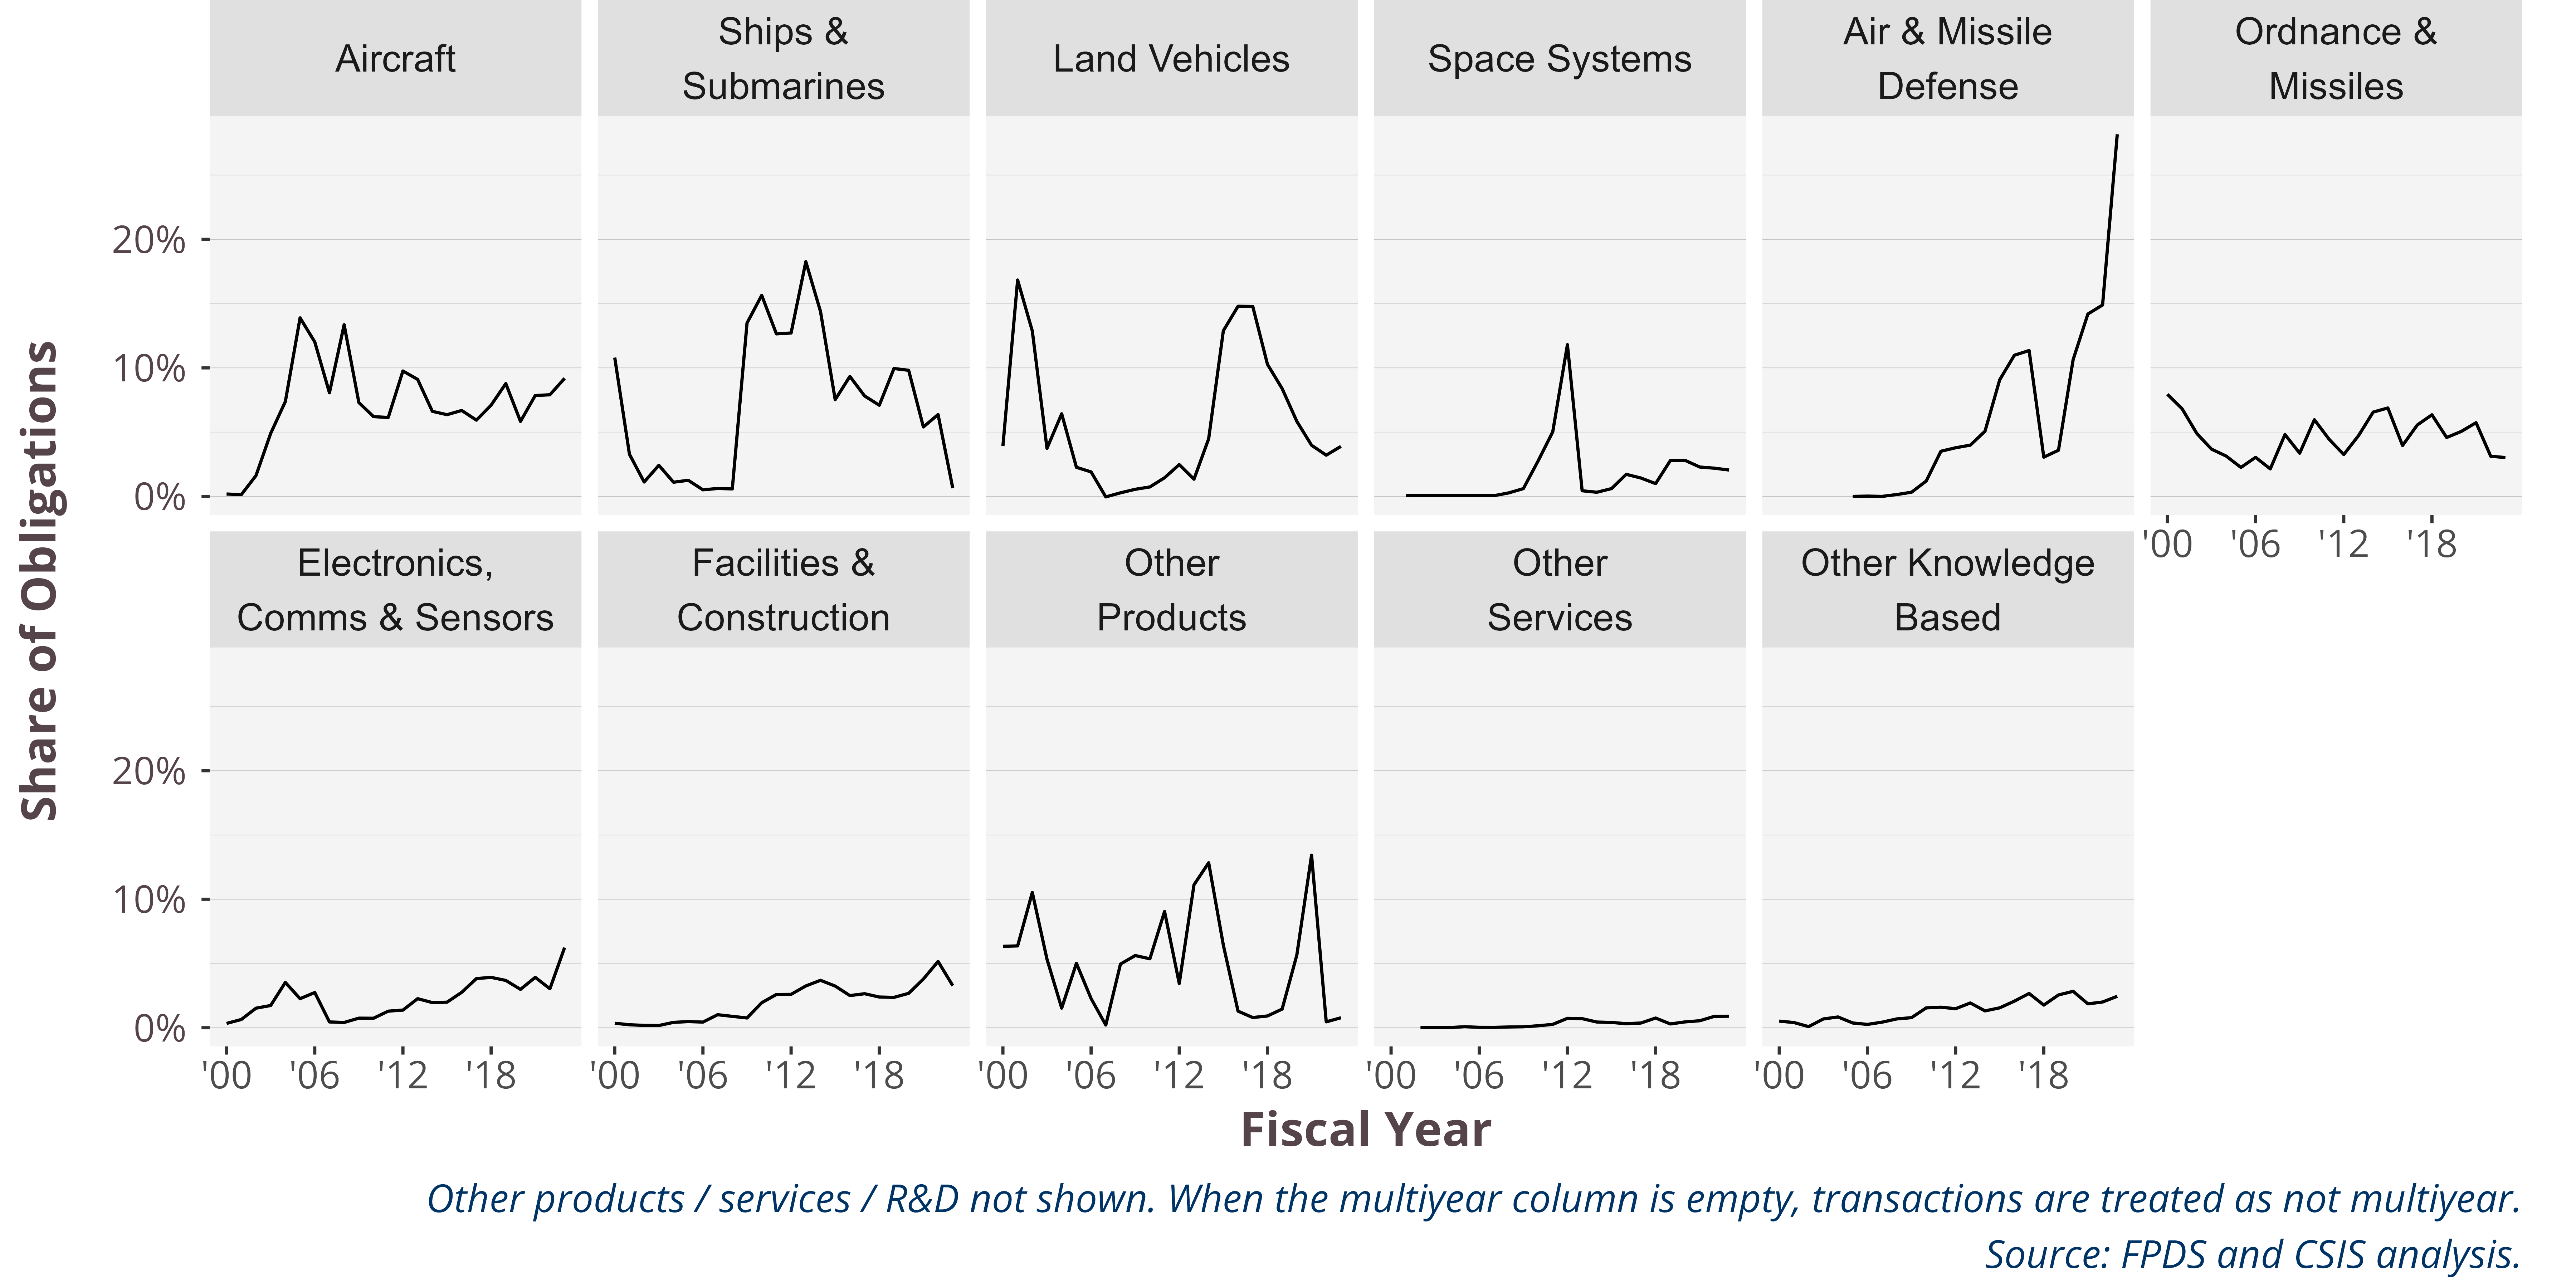 Aircraft
Ships &
Submarines
Land Vehicles
Space Systems
Air & Missile
Defense
Ordnance &
Missiles
20%
10%
0%
'00 '06 '12 '18
Electronics,
Comms & Sensors
Facilities &
Construction
Other
Products
Other
Services
Other Knowledge
Based
20%
10%
0%
'00 '06 '12 '18
'00 '06 '12 '18
'00 '06 '12 '18
'00 '06 '12 '18
'00 '06 '12 '18
Share of Obligations
Fiscal Year
Other products / services / R&D not shown. When the multiyear column is empty, transactions are treated as not multiyear.
Source: FPDS and CSIS analysis.